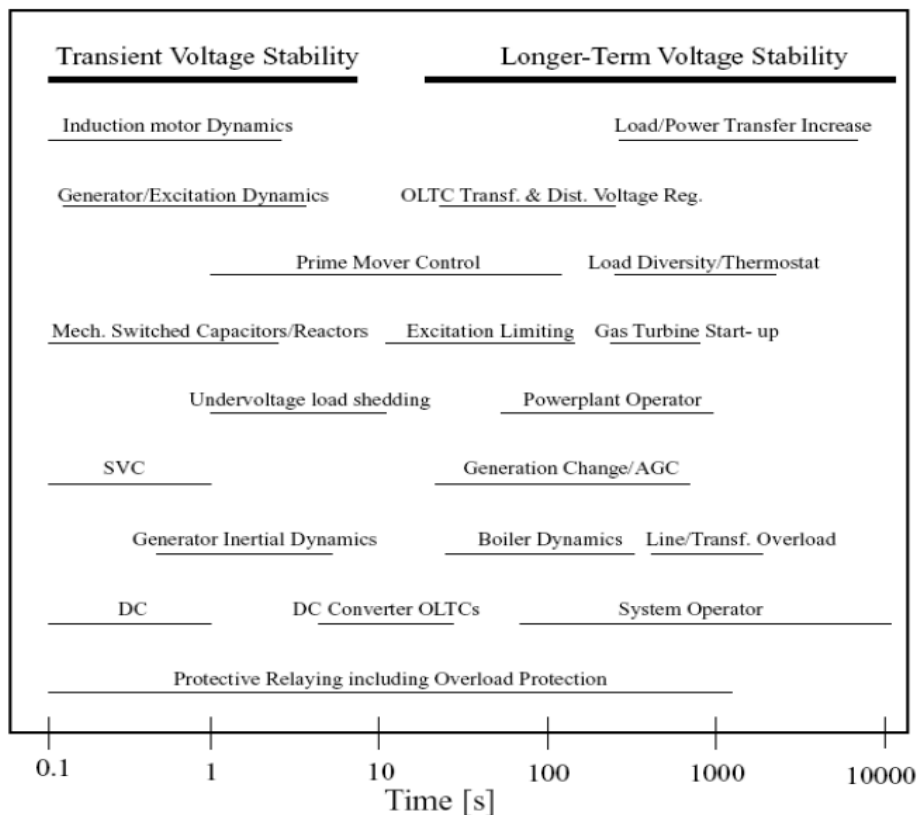 Transient Voltage Stability Longer-Term Voltage Stability
Induction motor Dynamics Load/Power Transfer Increase
Generator/Excitation Dynamics OLTC Transf. & Dist. Voltage Reg.
Prime Mover Control Load Diversity/Thermostat
Mech. Switched Capacitors/Reactors Excitation Limiting Gas Turbine Start- up
Undervoltage load shedding Powerplant Operator
SVC Generation Change/AGC
Generator Inertial Dynamics Boiler Dynamics Line/Transf. Overload
DC DC Converter OLTCs System Operator
Protective Relaying including Overload Protection
0.1 1 10 100 1000 10000
Time [s]